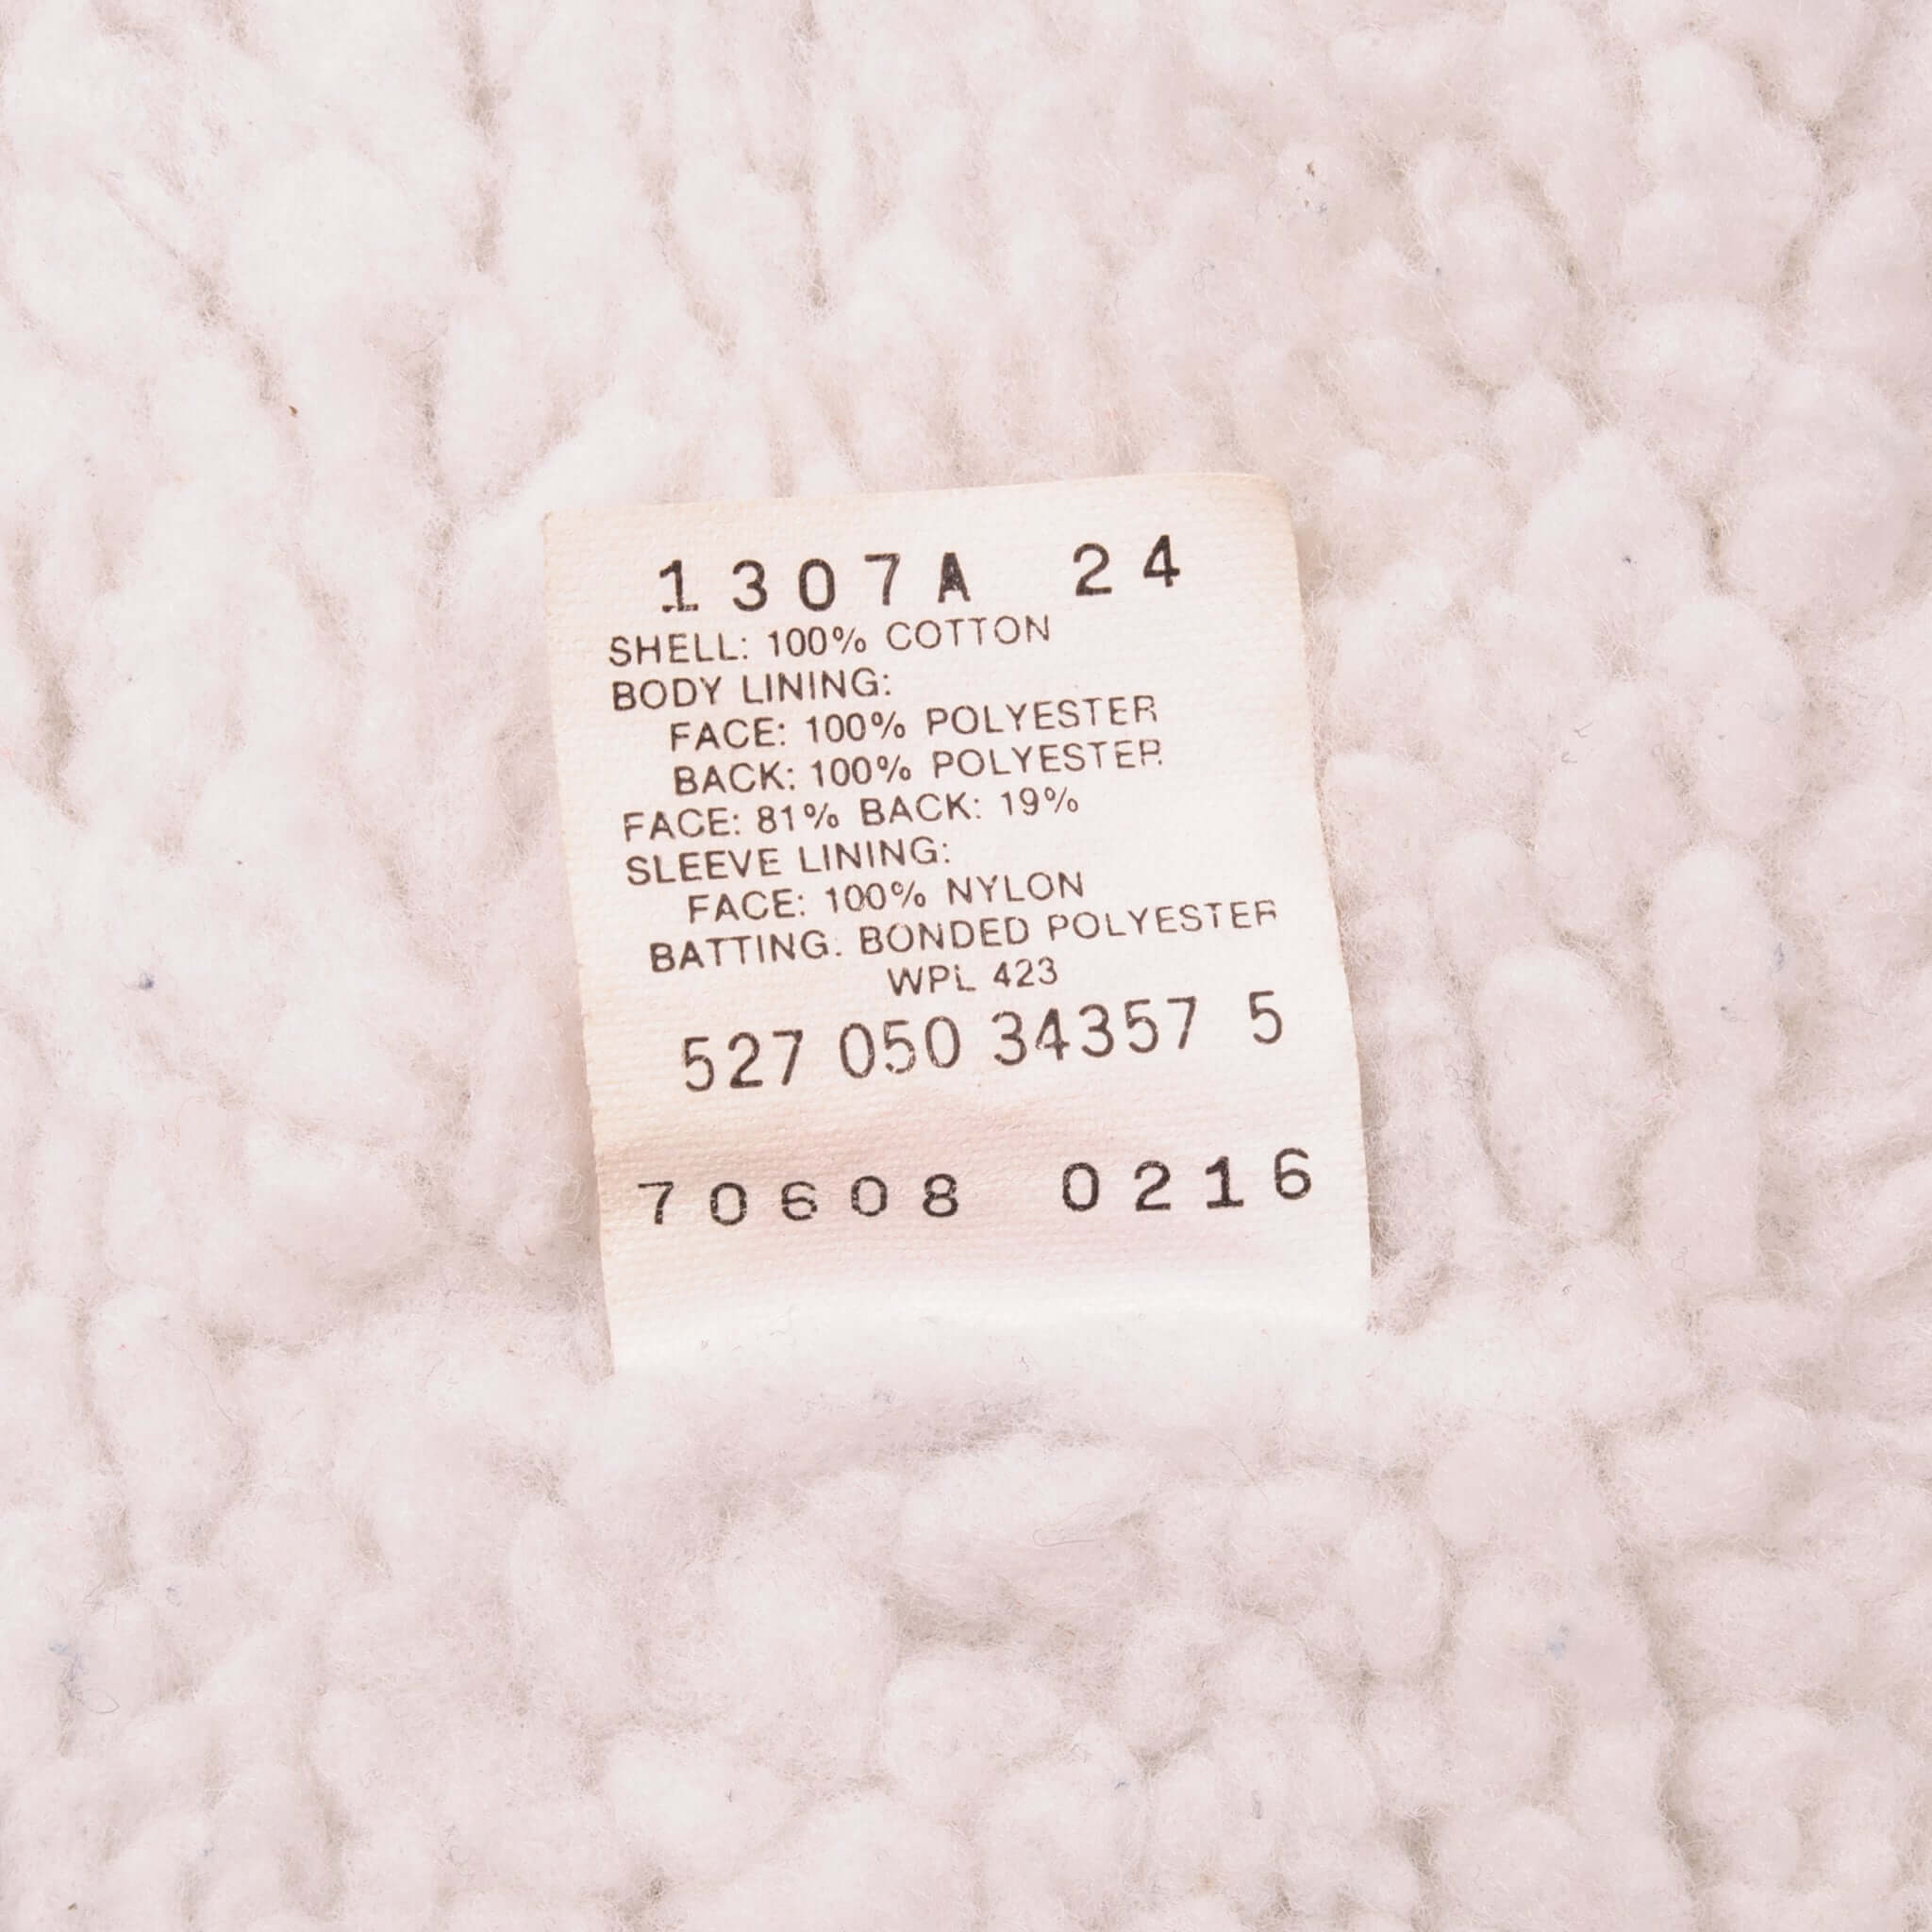 1307A 24
SHELL: 100% COTTON
BODY LINING:
FACE: 100% POLYESTER
BACK: 100% POLYESTER
FACE: 81% BACK: 19%
SLEEVE LINING:
FACE: 100% NYLON
BATTING: BONDED POLYESTER
WPL 423
527 050 34357 5
70608 0216